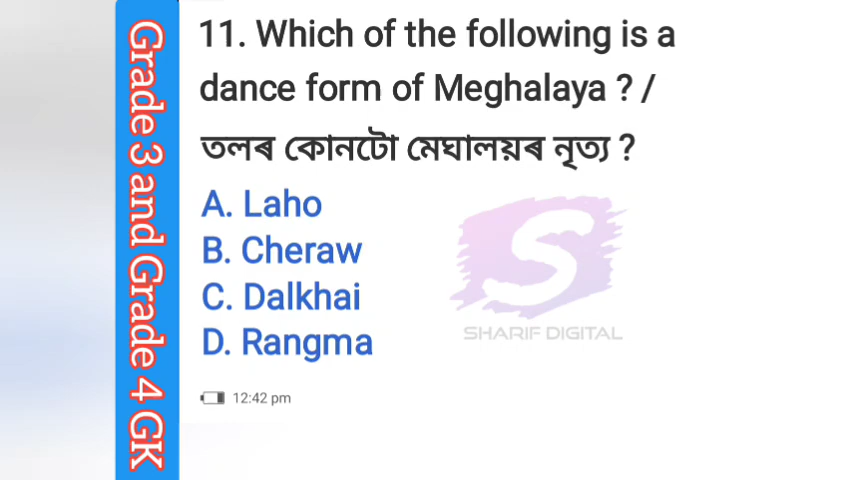 Grade 3 and Grade 4 GK
11. Which of the following is a
dance form of Meghalaya ? /
তলৰ কোনটো মেঘালয়ৰ নৃত্য ?
A. Laho
B. Cheraw
C. Dalkhai
D. Rangma
S
SHARIF DIGITAL
12:42 pm